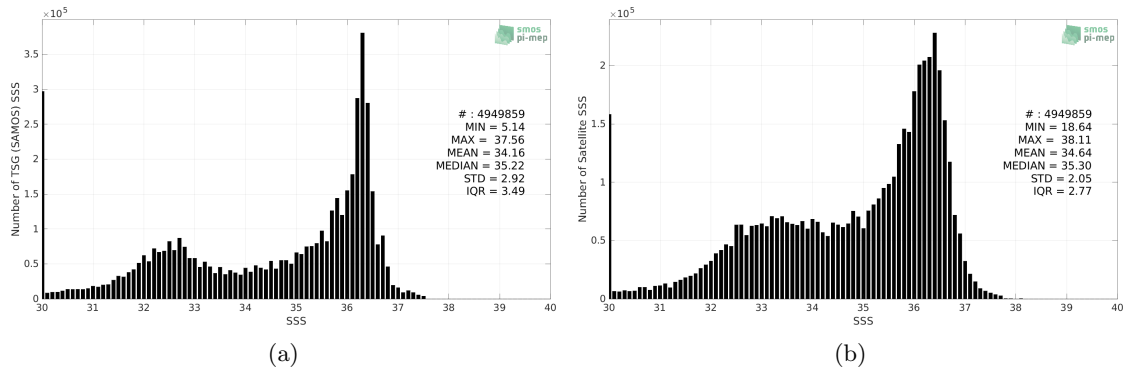 ×10^5
smos
pi-mep
3.5
3
2.5
2
1.5
1
0.5
0
Number of TSG (SAMOS) SSS
# : 4949859
MIN = 5.14
MAX = 37.56
MEAN = 34.16
MEDIAN = 35.22
STD = 2.92
IQR = 3.49
30 31 32 33 34 35 36 37 38 39 40
SSS
(a)
×10^5
smos
pi-mep
2
1.5
1
0.5
0
Number of Satellite SSS
# : 4949859
MIN = 18.64
MAX = 38.11
MEAN = 34.64
MEDIAN = 35.30
STD = 2.05
IQR = 2.77
30 31 32 33 34 35 36 37 38 39 40
SSS
(b)